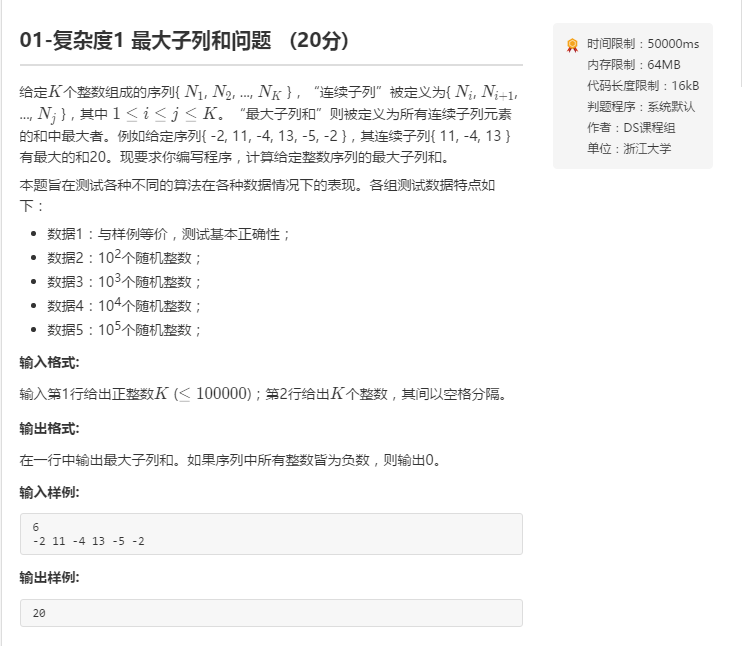 01-复杂度1 最大子列和问题 （20分）
给定K个整数组成的序列{ N₁, N₂, ..., N_K }，“连续子列”被定义为{ N_i, N_{i+1},
..., N_j }，其中 1 ≤ i ≤ j ≤ K。“最大子列和”则被定义为所有连续子列元素
的和中最大者。例如给定序列{ -2, 11, -4, 13, -5, -2 }，其连续子列{ 11, -4, 13 }
有最大的和20。现要求你编写程序，计算给定整数序列的最大子列和。
本题旨在测试各种不同的算法在各种数据情况下的表现。各组测试数据特点如
下：
• 数据1：与样例等价，测试基本正确性；
• 数据2：10²个随机整数；
• 数据3：10³个随机整数；
• 数据4：10⁴个随机整数；
• 数据5：10⁵个随机整数；
输入格式:
输入第1行给出正整数K (≤ 100000)；第2行给出K个整数，其间以空格分隔。
输出格式:
在一行中输出最大子列和。如果序列中所有整数皆为负数，则输出0。
输入样例:
6
-2 11 -4 13 -5 -2
输出样例:
20
时间限制：50000ms
内存限制：64MB
代码长度限制：16kB
判题程序：系统默认
作者：DS课程组
单位：浙江大学